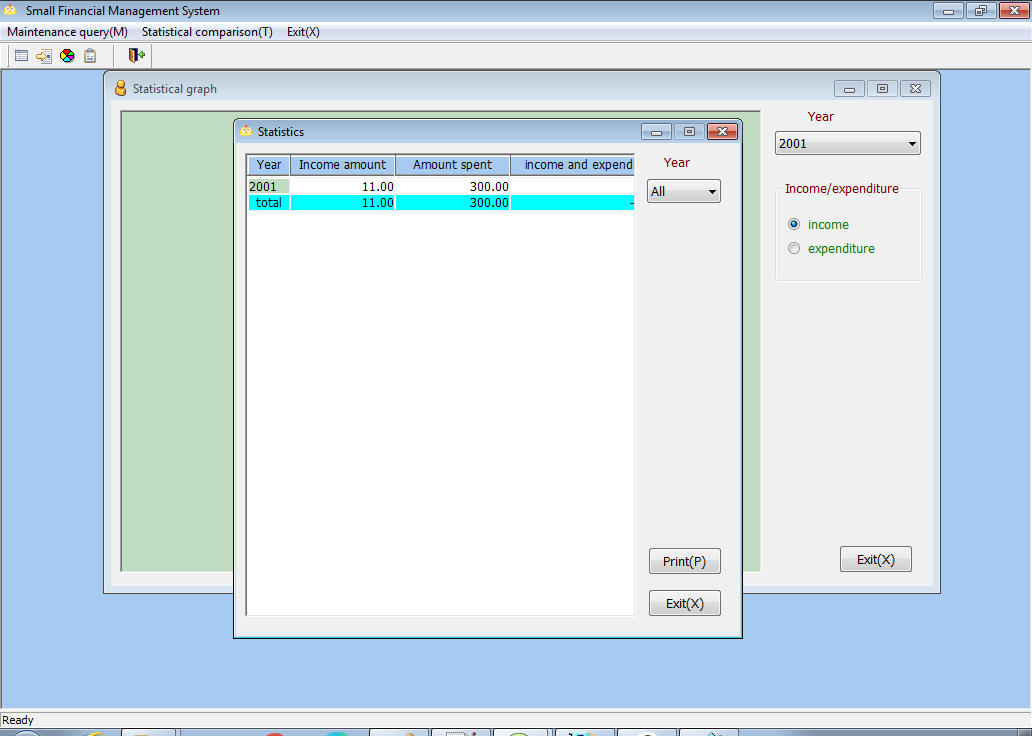 Small Financial Management System
Maintenance query(M) Statistical comparison(T) Exit(X)
Statistical graph
Year
2001
Income/expenditure
income
expenditure
Exit(X)
Statistics
Year Income amount Amount spent income and expend
2001 11.00 300.00
total 11.00 300.00 -
Year
All
Print(P)
Exit(X)
Ready